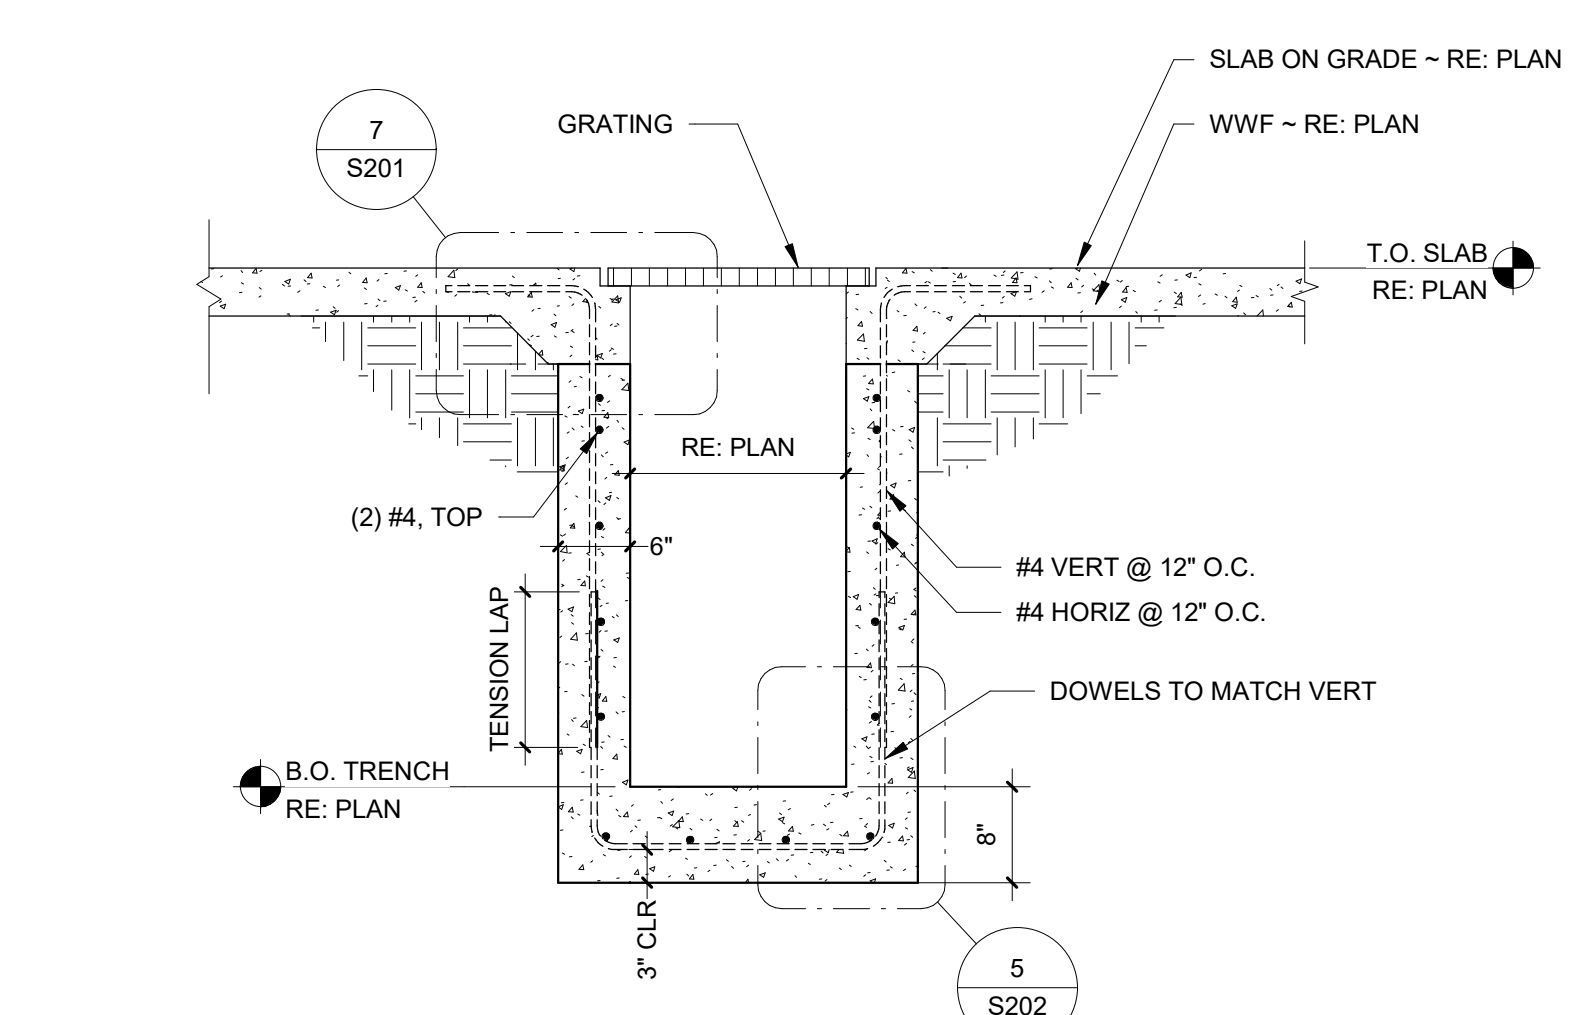 SLAB ON GRADE ~ RE: PLAN
GRATING
WWF ~ RE: PLAN
7
S201
T.O. SLAB
RE: PLAN
RE: PLAN
(2) #4, TOP
6"
#4 VERT @ 12" O.C.
#4 HORIZ @ 12" O.C.
TENSION LAP
DOWELS TO MATCH VERT
B.O. TRENCH
RE: PLAN
8"
3" CLR
5
S202